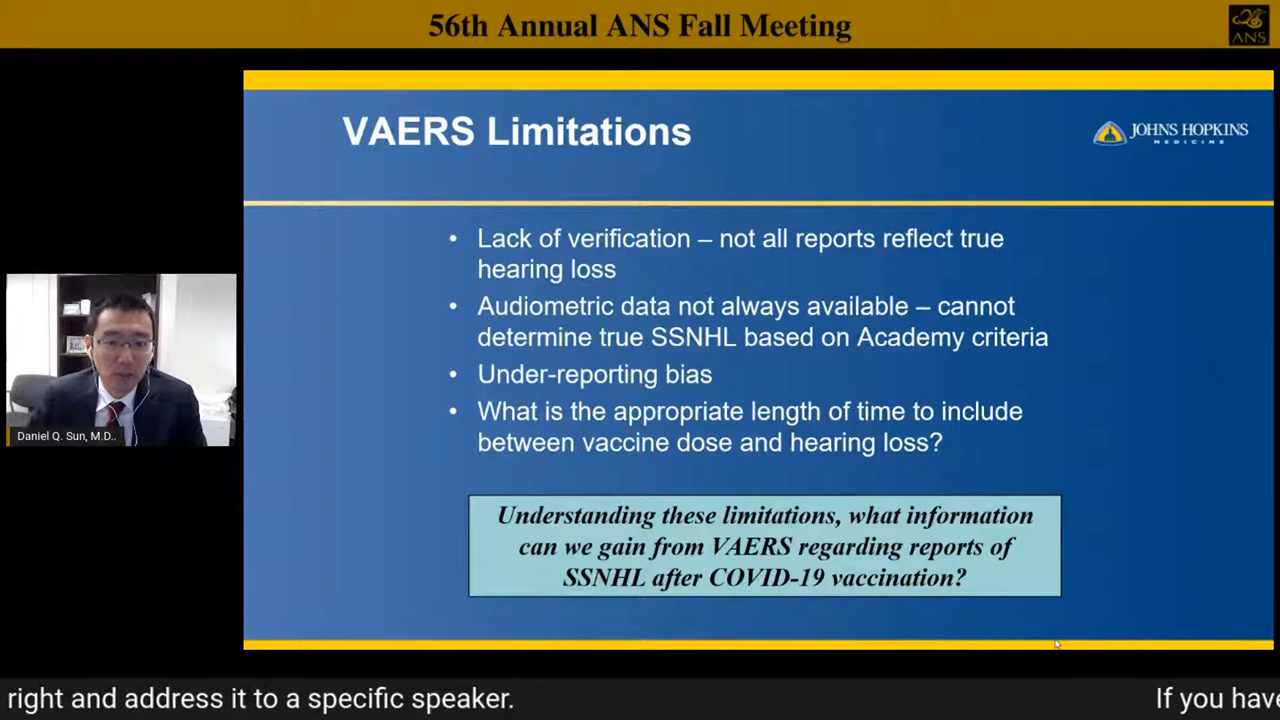 56th Annual ANS Fall Meeting
ANS
VAERS Limitations
JOHNS HOPKINS
MEDICINE
• Lack of verification – not all reports reflect true
hearing loss
• Audiometric data not always available – cannot
determine true SSNHL based on Academy criteria
• Under-reporting bias
• What is the appropriate length of time to include
between vaccine dose and hearing loss?
Understanding these limitations, what information
can we gain from VAERS regarding reports of
SSNHL after COVID-19 vaccination?
Daniel Q. Sun, M.D..
right and address it to a specific speaker.
If you have